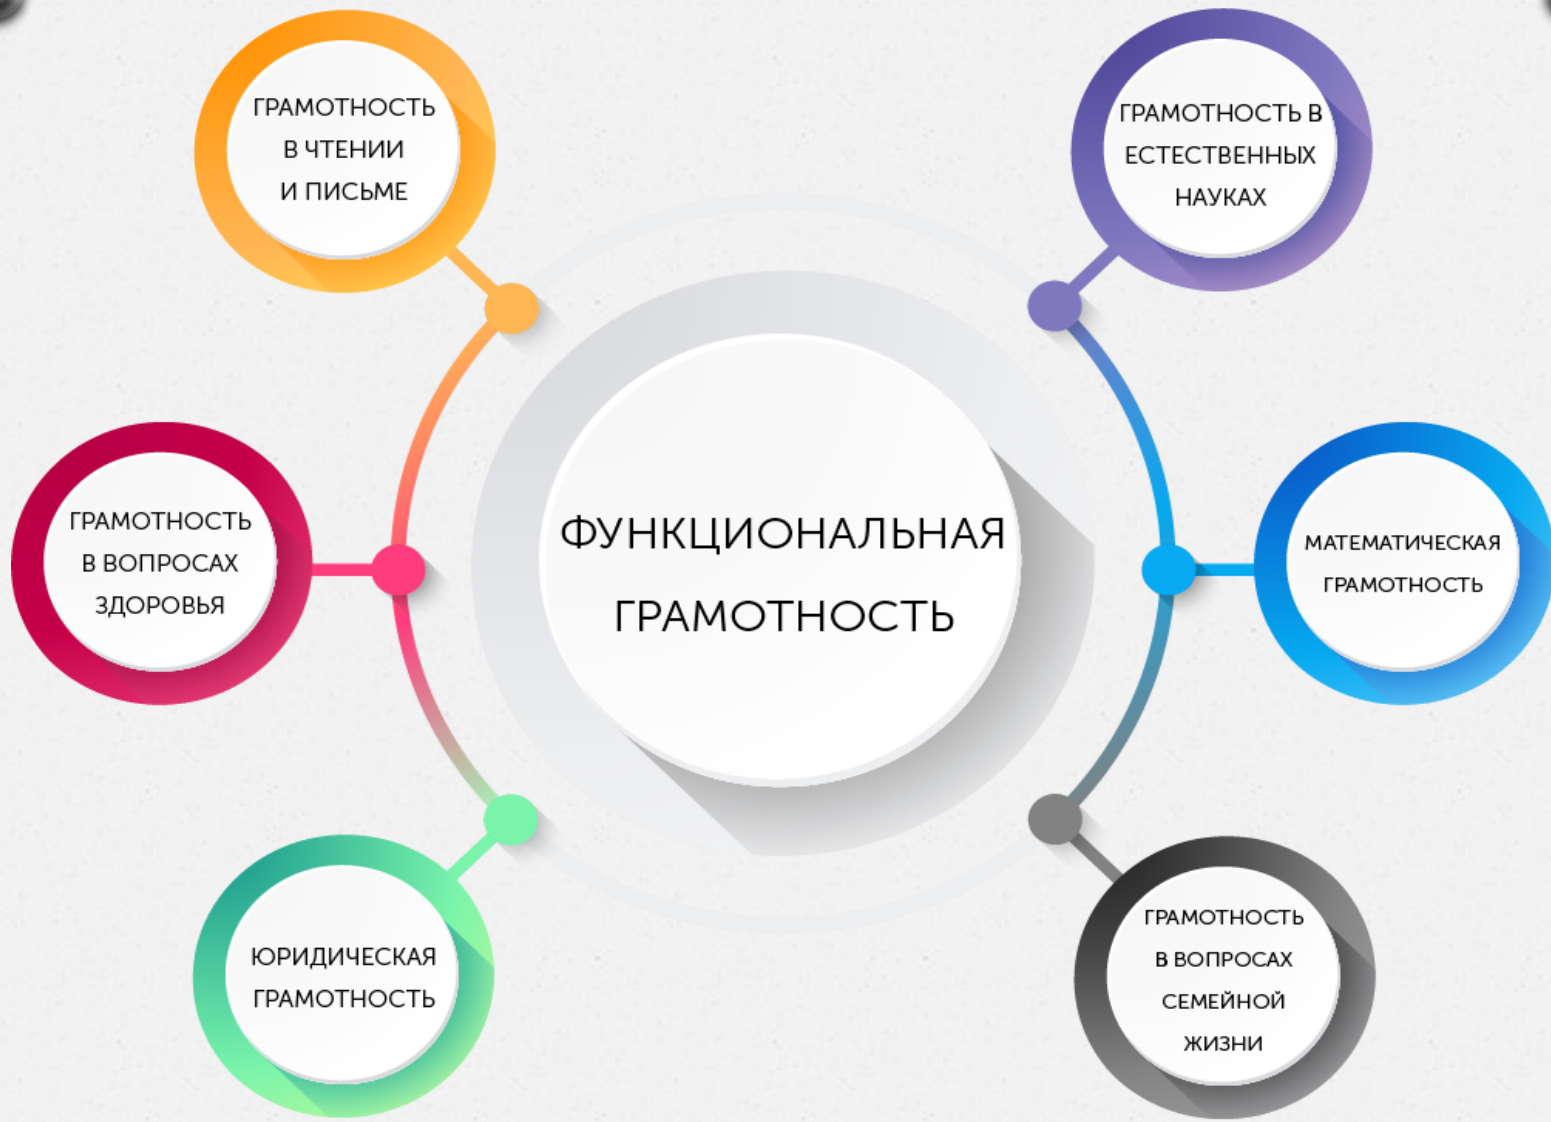 ГРАМОТНОСТЬ
В ЧТЕНИИ
И ПИСЬМЕ
ГРАМОТНОСТЬ В
ЕСТЕСТВЕННЫХ
НАУКАХ
ГРАМОТНОСТЬ
В ВОПРОСАХ
ЗДОРОВЬЯ
ФУНКЦИОНАЛЬНАЯ
ГРАМОТНОСТЬ
МАТЕМАТИЧЕСКАЯ
ГРАМОТНОСТЬ
ЮРИДИЧЕСКАЯ
ГРАМОТНОСТЬ
ГРАМОТНОСТЬ
В ВОПРОСАХ
СЕМЕЙНОЙ
ЖИЗНИ